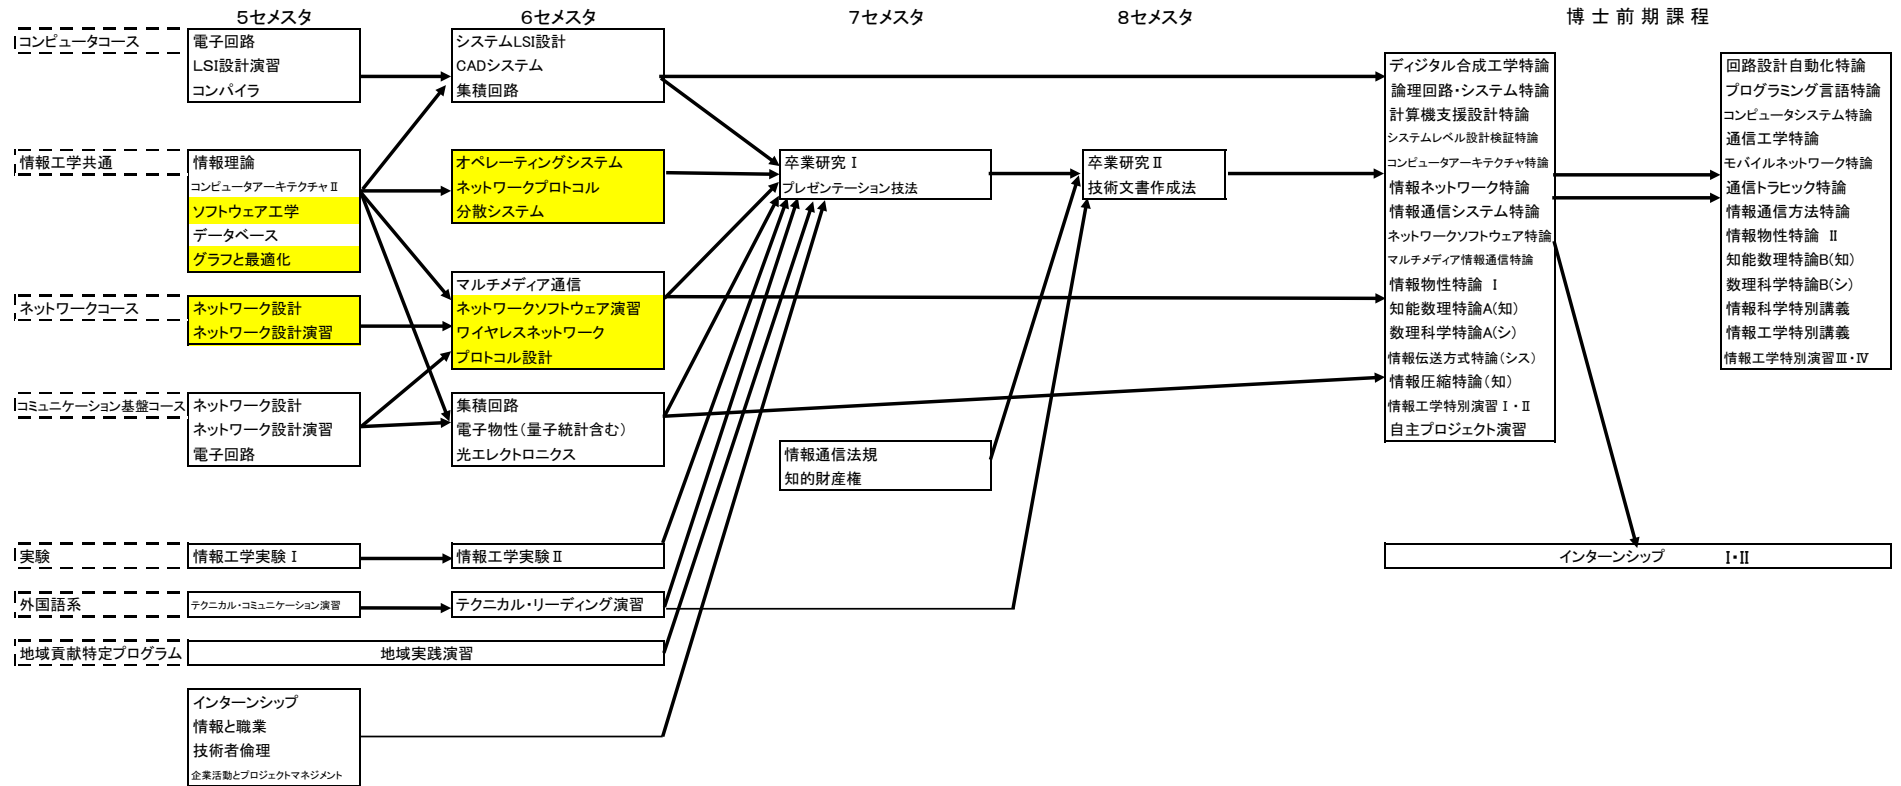 5セメスタ
6セメスタ
7セメスタ
8セメスタ
博士前期課程
コンピュータコース
電子回路
LSI設計演習
コンパイラ
システムLSI設計
CADシステム
集積回路
情報工学共通
情報理論
コンピュータアーキテクチャⅡ
ソフトウェア工学
データベース
グラフと最適化
オペレーティングシステム
ネットワークプロトコル
分散システム
卒業研究Ⅰ
プレゼンテーション技法
卒業研究Ⅱ
技術文書作成法
ネットワークコース
ネットワーク設計
ネットワーク設計演習
マルチメディア通信
ネットワークソフトウェア演習
ワイヤレスネットワーク
プロトコル設計
コミュニケーション基盤コース
ネットワーク設計
ネットワーク設計演習
電子回路
集積回路
電子物性(量子統計含む)
光エレクトロニクス
情報通信法規
知的財産権
実験
情報工学実験Ⅰ
情報工学実験Ⅱ
外国語系
テクニカル・コミュニケーション演習
テクニカル・リーディング演習
地域貢献特定プログラム
地域実践演習
インターンシップ
情報と職業
技術者倫理
企業活動とプロジェクトマネジメント
ディジタル合成工学特論
論理回路・システム特論
計算機支援設計特論
システムレベル設計検証特論
コンピュータアーキテクチャ特論
情報ネットワーク特論
情報通信システム特論
ネットワークソフトウェア特論
マルチメディア情報通信特論
情報物性特論 Ⅰ
知能数理特論A(知)
数理科学特論A(シ)
情報伝送方式特論(シス)
情報圧縮特論(知)
情報工学特別演習Ⅰ・Ⅱ
自主プロジェクト演習
回路設計自動化特論
プログラミング言語特論
コンピュータシステム特論
通信工学特論
モバイルネットワーク特論
通信トラヒック特論
情報通信方法特論
情報物性特論 Ⅱ
知能数理特論B(知)
数理科学特論B(シ)
情報科学特別講義
情報工学特別講義
情報工学特別演習Ⅲ・Ⅳ
インターンシップ Ⅰ・Ⅱ